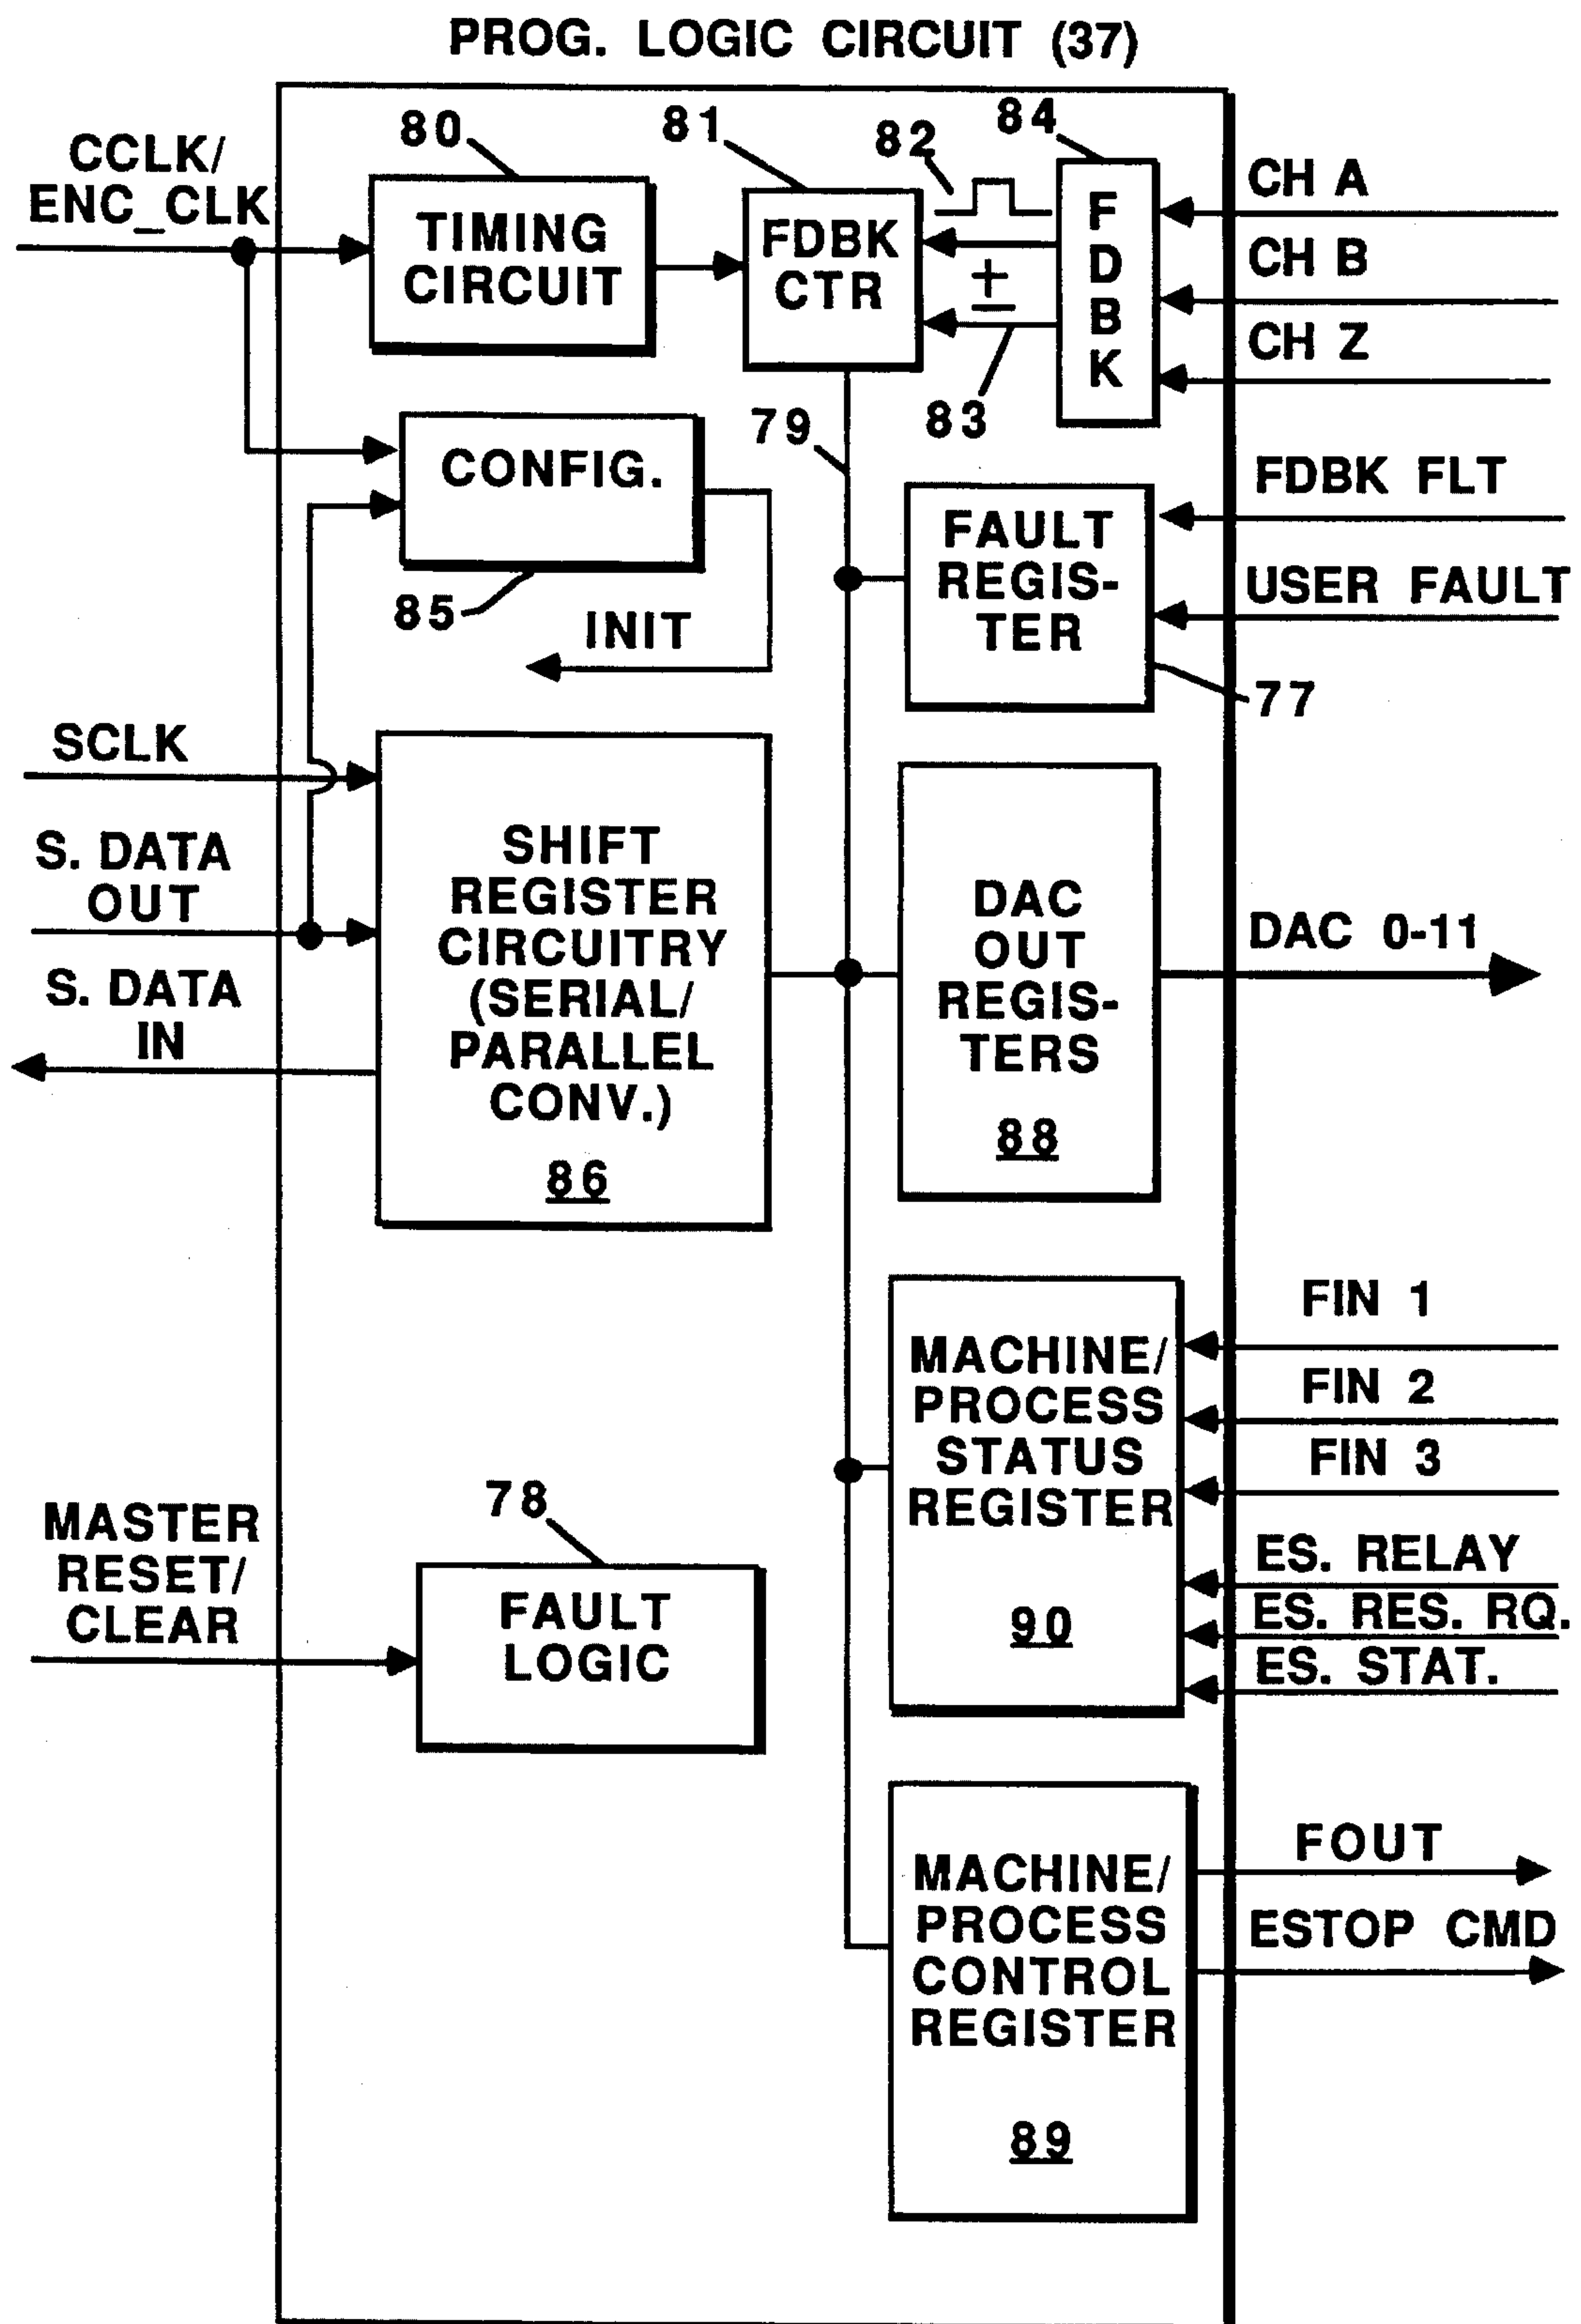 PROG. LOGIC CIRCUIT (37)
CCLK/
ENC_CLK
80
TIMING
CIRCUIT
81
FDBK
CTR
82
±
83
84
F
D
B
K
CH A
CH B
CH Z
CONFIG.
85
INIT
79
FAULT
REGIS-
TER
77
FDBK FLT
USER FAULT
SCLK
S. DATA
OUT
S. DATA
IN
SHIFT
REGISTER
CIRCUITRY
(SERIAL/
PARALLEL
CONV.)
86
DAC
OUT
REGIS-
TERS
88
DAC 0-11
MACHINE/
PROCESS
STATUS
REGISTER
90
FIN 1
FIN 2
FIN 3
ES. RELAY
ES. RES. RQ.
ES. STAT.
MASTER
RESET/
CLEAR
78
FAULT
LOGIC
MACHINE/
PROCESS
CONTROL
REGISTER
89
FOUT
ESTOP CMD